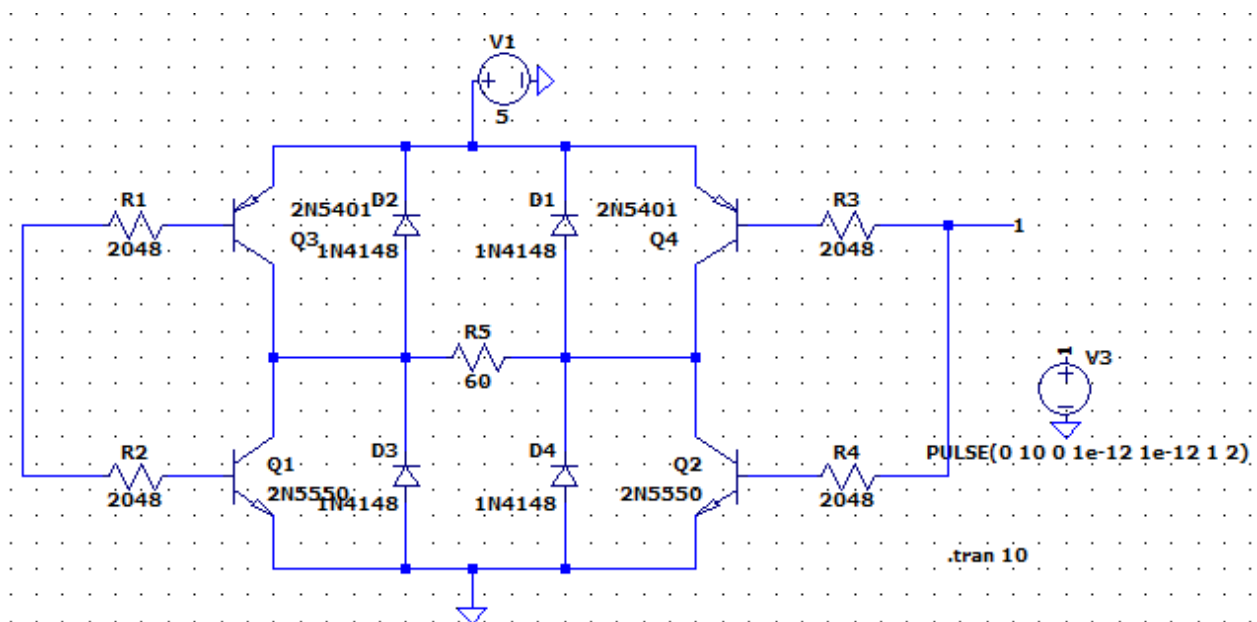 V1
5
R1
2048
2N5401
Q3
D2
1N4148
D1
1N4148
2N5401
Q4
R3
2048
1
R5
60
1
V3
PULSE(0 10 0 1e-12 1e-12 1 2)
R2
2048
Q1
2N5550
D3
1N4148
D4
1N4148
Q2
2N5550
R4
2048
.tran 10